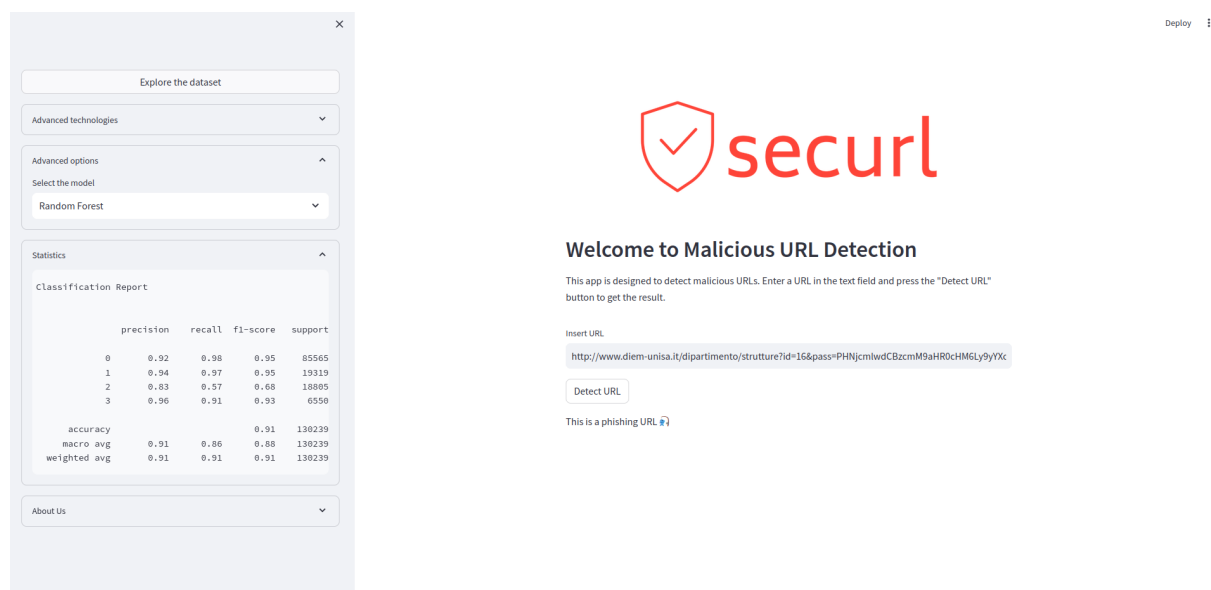 Deploy
Explore the dataset
Advanced technologies
Advanced options
Select the model
Random Forest
Statistics
Classification Report
precision recall f1-score support
0 0.92 0.98 0.95 85565
1 0.94 0.97 0.95 19319
2 0.83 0.57 0.68 18805
3 0.96 0.91 0.93 6550
accuracy 0.91 130239
macro avg 0.91 0.86 0.88 130239
weighted avg 0.91 0.91 0.91 130239
About Us
securl
Welcome to Malicious URL Detection
This app is designed to detect malicious URLs. Enter a URL in the text field and press the "Detect URL"
button to get the result.
Insert URL
http://www.diem-unisa.it/dipartimento/strutture?id=16&pass=PHNjcmlwdCBzcmM9aHR0cHM6Ly9yYXc
Detect URL
This is a phishing URL 🎣